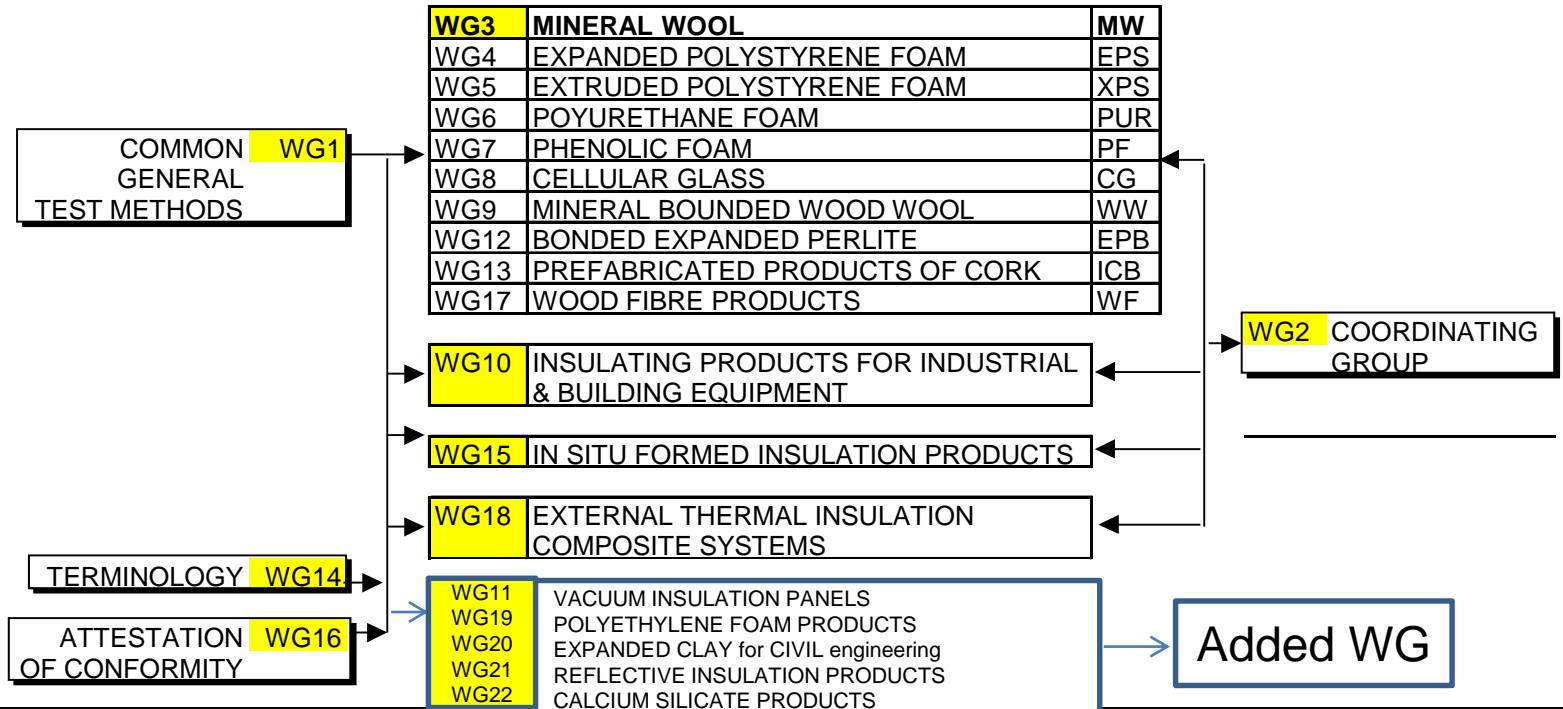 WG3 MINERAL WOOL MW
WG4 EXPANDED POLYSTYRENE FOAM EPS
WG5 EXTRUDED POLYSTYRENE FOAM XPS
WG6 POYURETHANE FOAM PUR
WG7 PHENOLIC FOAM PF
WG8 CELLULAR GLASS CG
WG9 MINERAL BOUNDED WOOD WOOL WW
WG12 BONDED EXPANDED PERLITE EPB
WG13 PREFABRICATED PRODUCTS OF CORK ICB
WG17 WOOD FIBRE PRODUCTS WF
COMMON WG1
GENERAL
TEST METHODS
WG2 COORDINATING
GROUP
WG10 INSULATING PRODUCTS FOR INDUSTRIAL
& BUILDING EQUIPMENT
WG15 IN SITU FORMED INSULATION PRODUCTS
WG18 EXTERNAL THERMAL INSULATION
COMPOSITE SYSTEMS
TERMINOLOGY WG14
ATTESTATION WG16
OF CONFORMITY
WG11 VACUUM INSULATION PANELS
WG19 POLYETHYLENE FOAM PRODUCTS
WG20 EXPANDED CLAY for CIVIL engineering
WG21 REFLECTIVE INSULATION PRODUCTS
WG22 CALCIUM SILICATE PRODUCTS
Added WG